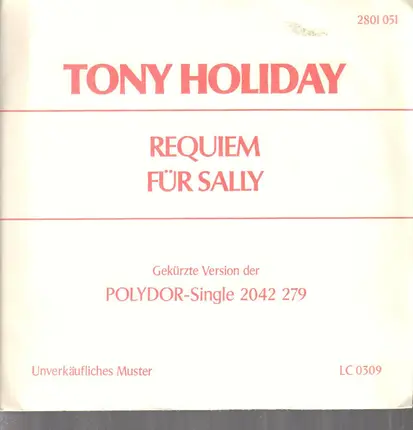 2801 051
TONY HOLIDAY
REQUIEM
FÜR SALLY
Gekürzte Version der
POLYDOR-Single 2042 279
Unverkäufliches Muster LC 0309